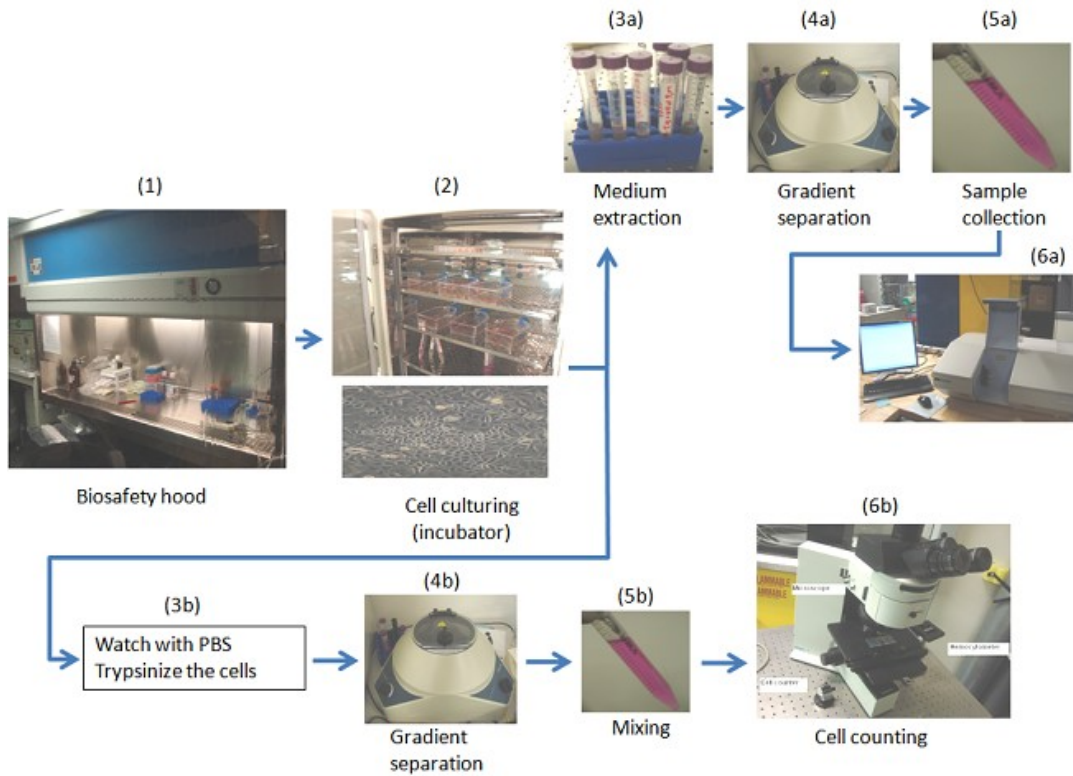 (3a)
(4a)
(5a)
(1)
(2)
Medium
extraction
Gradient
separation
Sample
collection
(6a)
Biosafety hood
Cell culturing
(incubator)
(6b)
(3b)
(4b)
(5b)
Watch with PBS
Trypsinize the cells
Gradient
separation
Mixing
Cell counting